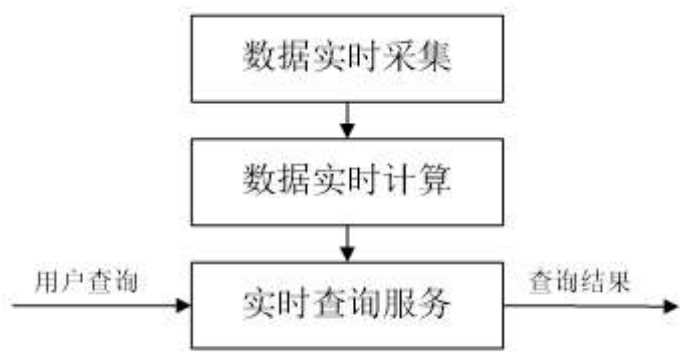 数据实时采集
数据实时计算
用户查询
实时查询服务
查询结果